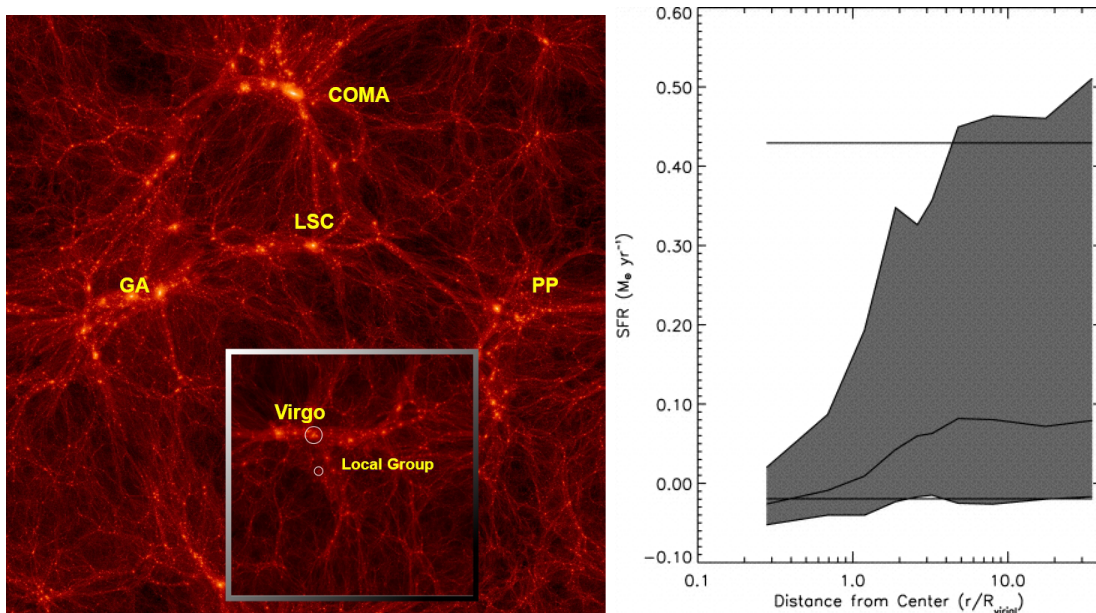 COMA
LSC
GA
PP
Virgo
Local Group
0.60
0.50
0.40
0.30
0.20
0.10
0.00
-0.10
SFR (M⊙ yr⁻¹)
0.1
1.0
10.0
Distance from Center (r/R_virial)